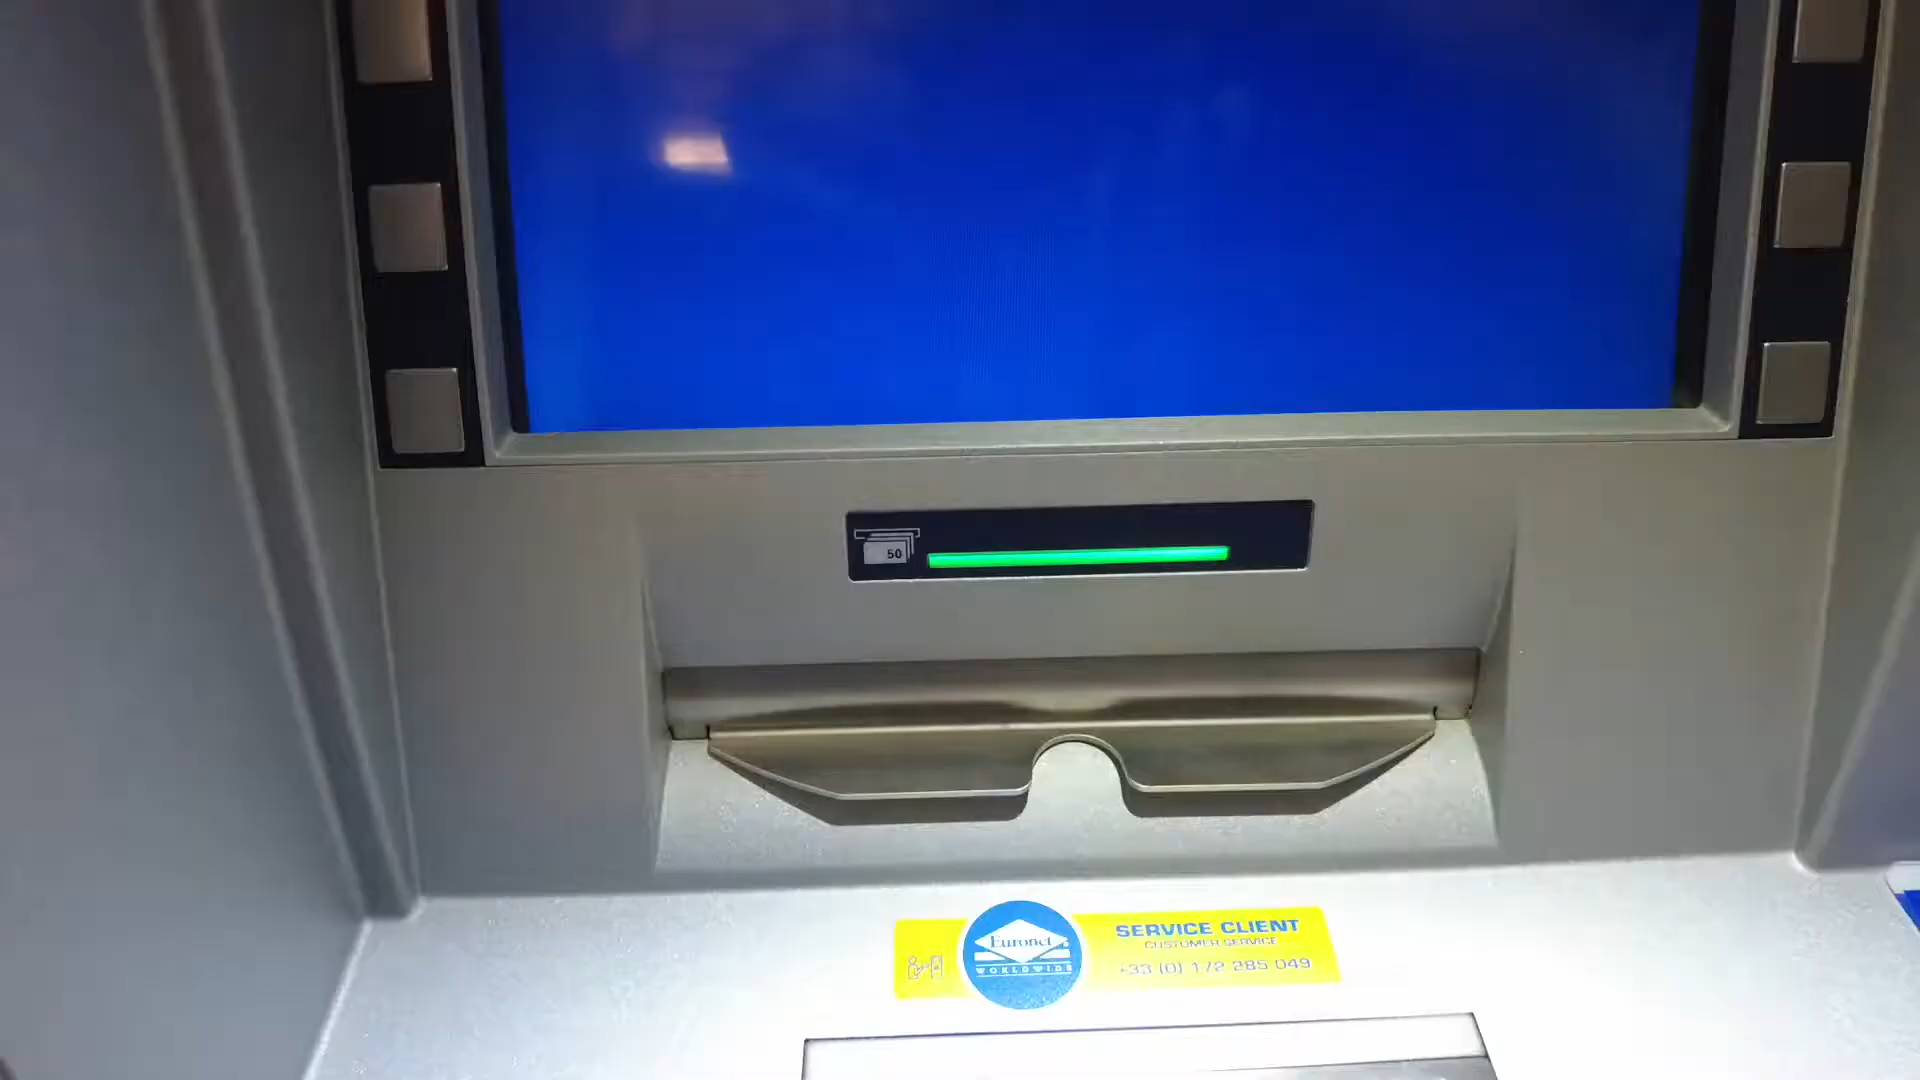 50
Euronet
WORLDWIDE
SERVICE CLIENT
CUSTOMER SERVICE
+33 (0) 172 285 049